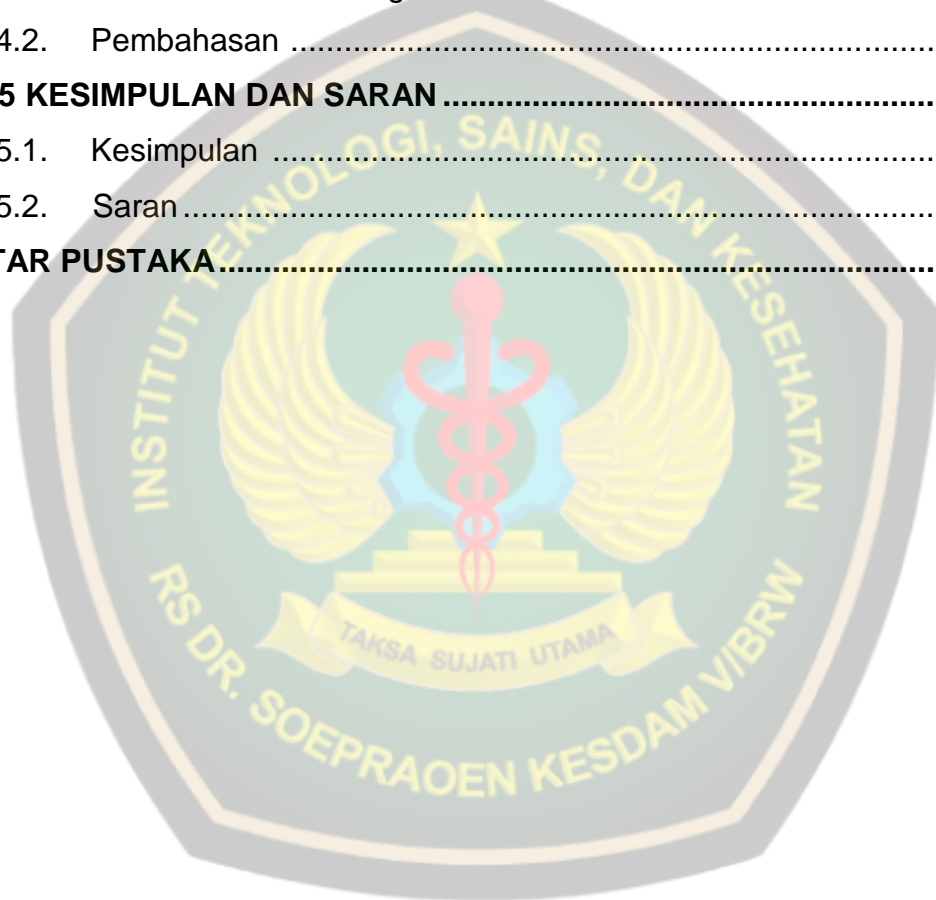 4.2. Pembahasan ..........................................................................
5 KESIMPULAN DAN SARAN ..........................................................
5.1. Kesimpulan ..........................................................................
5.2. Saran ..........................................................................
TAR PUSTAKA ..........................................................................
INSTITUT TEKNOLOGI, SAINS, DAN KESEHATAN
TAKSA SUJATI UTAMA
RS DR. SOEPRAOEN KESDAM V/BRW